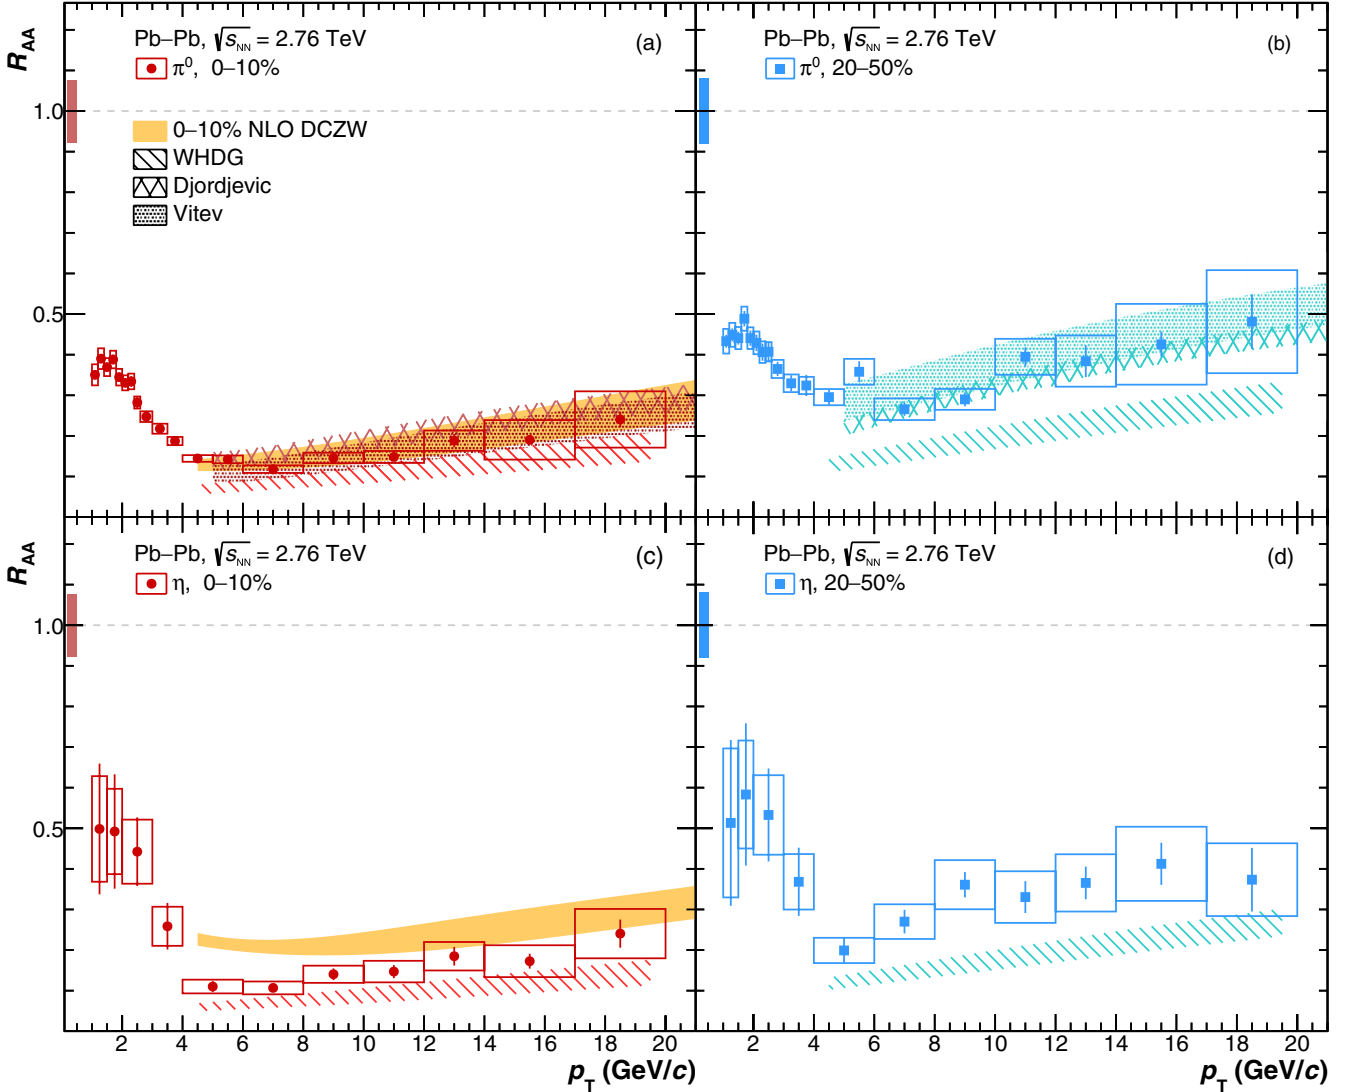 R_AA
Pb–Pb, √s_NN = 2.76 TeV
(a)
π⁰, 0–10%
0–10% NLO DCZW
WHDG
Djordjevic
Vitev
1.0
0.5
Pb–Pb, √s_NN = 2.76 TeV
(b)
π⁰, 20–50%
R_AA
Pb–Pb, √s_NN = 2.76 TeV
(c)
η, 0–10%
1.0
0.5
2 4 6 8 10 12 14 16 18 20
p_T (GeV/c)
Pb–Pb, √s_NN = 2.76 TeV
(d)
η, 20–50%
2 4 6 8 10 12 14 16 18 20
p_T (GeV/c)